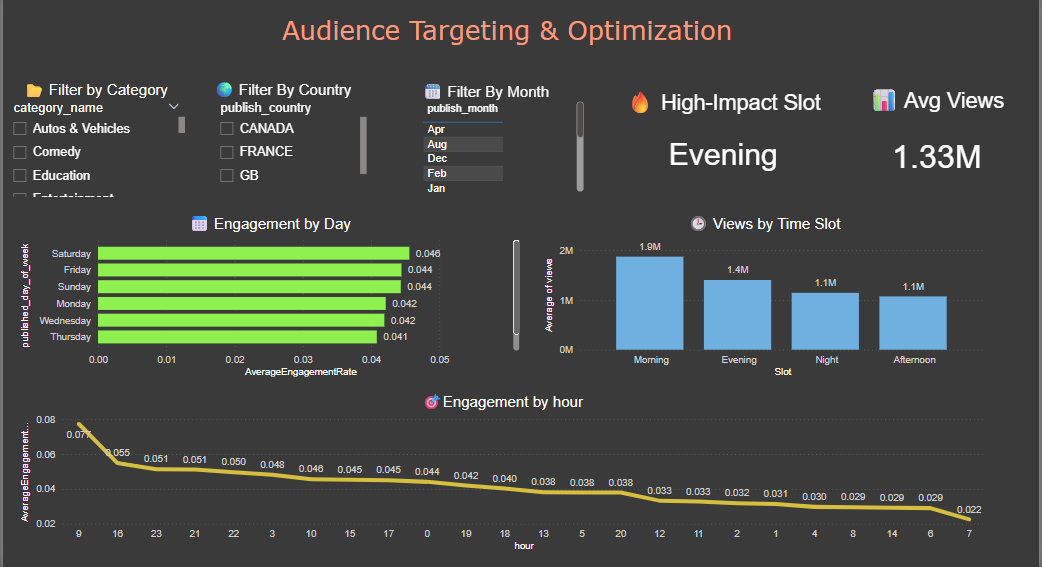 Audience Targeting & Optimization
Filter by Category
category_name
Autos & Vehicles
Comedy
Education
Entertainment
Filter By Country
publish_country
CANADA
FRANCE
GB
Filter By Month
publish_month
Apr
Aug
Dec
Feb
Jan
High-Impact Slot
Evening
Avg Views
1.33M
Engagement by Day
published_day_of_week
Saturday 0.046
Friday 0.044
Sunday 0.044
Monday 0.042
Wednesday 0.042
Thursday 0.041
0.00 0.01 0.02 0.03 0.04 0.05
AverageEngagementRate
Views by Time Slot
Average of views
2M
1M
0M
1.9M 1.4M 1.1M 1.1M
Morning Evening Night Afternoon
Slot
Engagement by hour
AverageEngagement...
0.08
0.06
0.04
0.02
0.077 0.055 0.051 0.051 0.050 0.048 0.046 0.045 0.045 0.044 0.042 0.040 0.038 0.038 0.038 0.033 0.033 0.032 0.031 0.030 0.029 0.029 0.029 0.022
9 16 23 21 22 3 10 15 17 0 19 18 13 5 20 12 11 2 1 4 8 14 6 7
hour